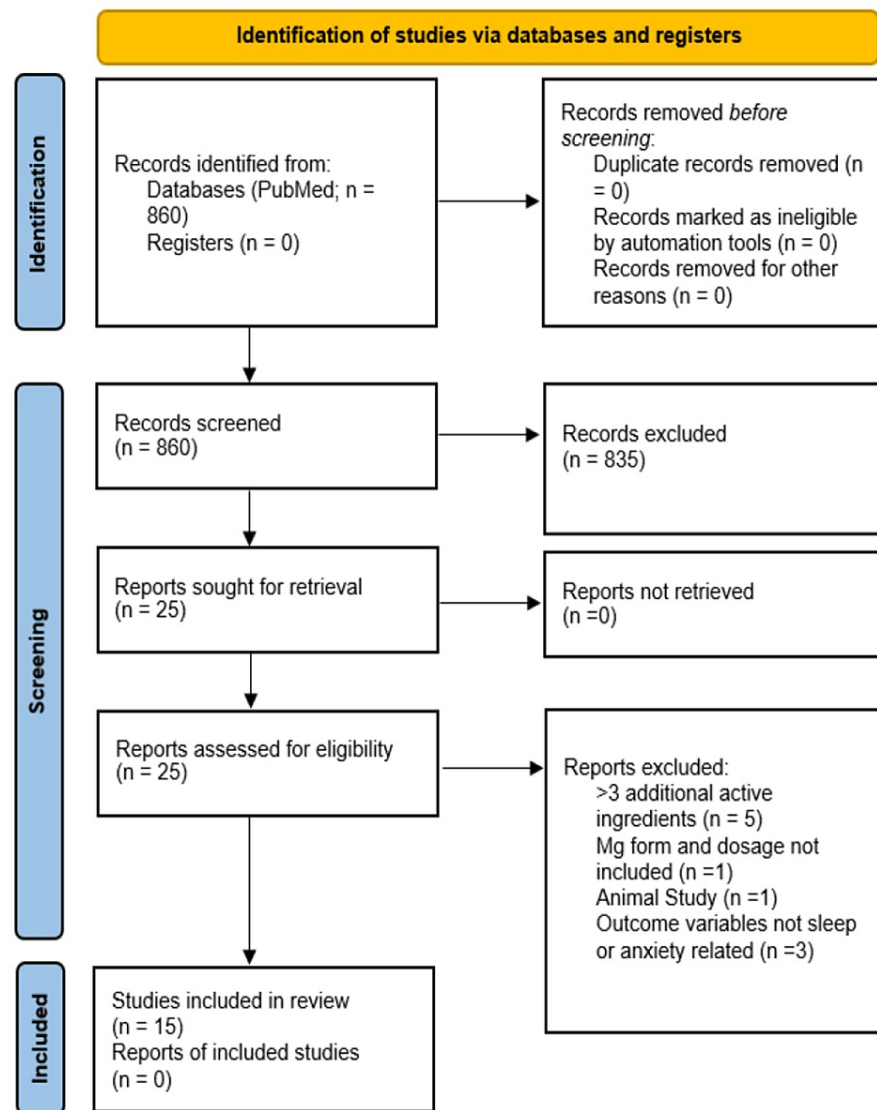 Identification of studies via databases and registers
Identification
Records identified from:
Databases (PubMed; n =
860)
Registers (n = 0)
Records removed before
screening:
Duplicate records removed (n
= 0)
Records marked as ineligible
by automation tools (n = 0)
Records removed for other
reasons (n = 0)
Screening
Records screened
(n = 860)
Records excluded
(n = 835)
Reports sought for retrieval
(n = 25)
Reports not retrieved
(n =0)
Reports assessed for eligibility
(n = 25)
Reports excluded:
>3 additional active
ingredients (n = 5)
Mg form and dosage not
included (n =1)
Animal Study (n =1)
Outcome variables not sleep
or anxiety related (n =3)
Included
Studies included in review
(n = 15)
Reports of included studies
(n = 0)